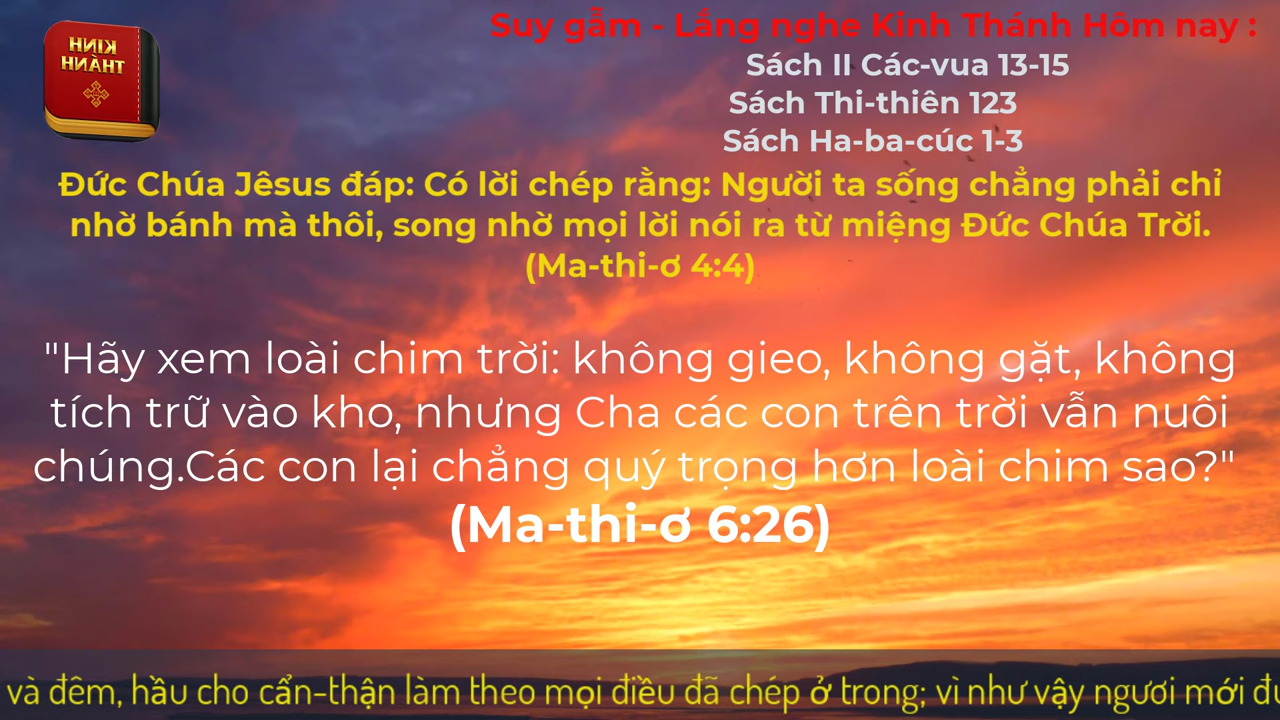 KINH
THÁNH
Suy gẫm - Lắng nghe Kinh Thánh Hôm nay :
Sách II Các-vua 13-15
Sách Thi-thiên 123
Sách Ha-ba-cúc 1-3
Đức Chúa Jêsus đáp: Có lời chép rằng: Người ta sống chẳng phải chỉ
nhờ bánh mà thôi, song nhờ mọi lời nói ra từ miệng Đức Chúa Trời.
(Ma-thi-ơ 4:4)
"Hãy xem loài chim trời: không gieo, không gặt, không
tích trữ vào kho, nhưng Cha các con trên trời vẫn nuôi
chúng.Các con lại chẳng quý trọng hơn loài chim sao?"
(Ma-thi-ơ 6:26)
và đêm, hầu cho cẩn-thận làm theo mọi điều đã chép ở trong; vì như vậy ngươi mới